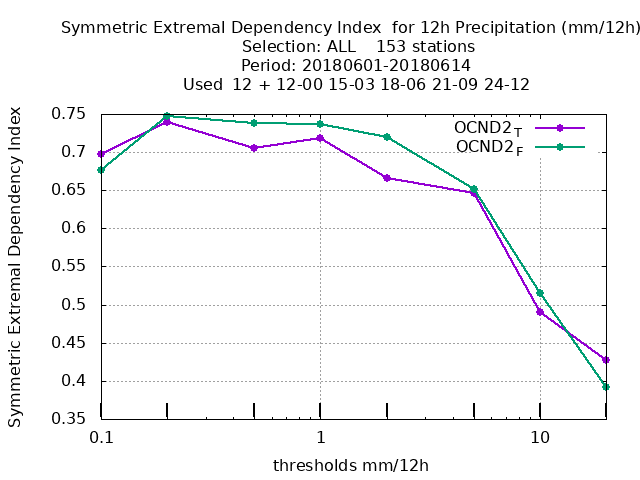 Symmetric Extremal Dependency Index  for 12h Precipitation (mm/12h)
Selection: ALL    153 stations
Period: 20180601-20180614
Used  12 + 12-00 15-03 18-06 21-09 24-12
Symmetric Extremal Dependency Index
0.75
0.7
0.65
0.6
0.55
0.5
0.45
0.4
0.35
OCND2T
OCND2F
0.1
1
10
thresholds mm/12h